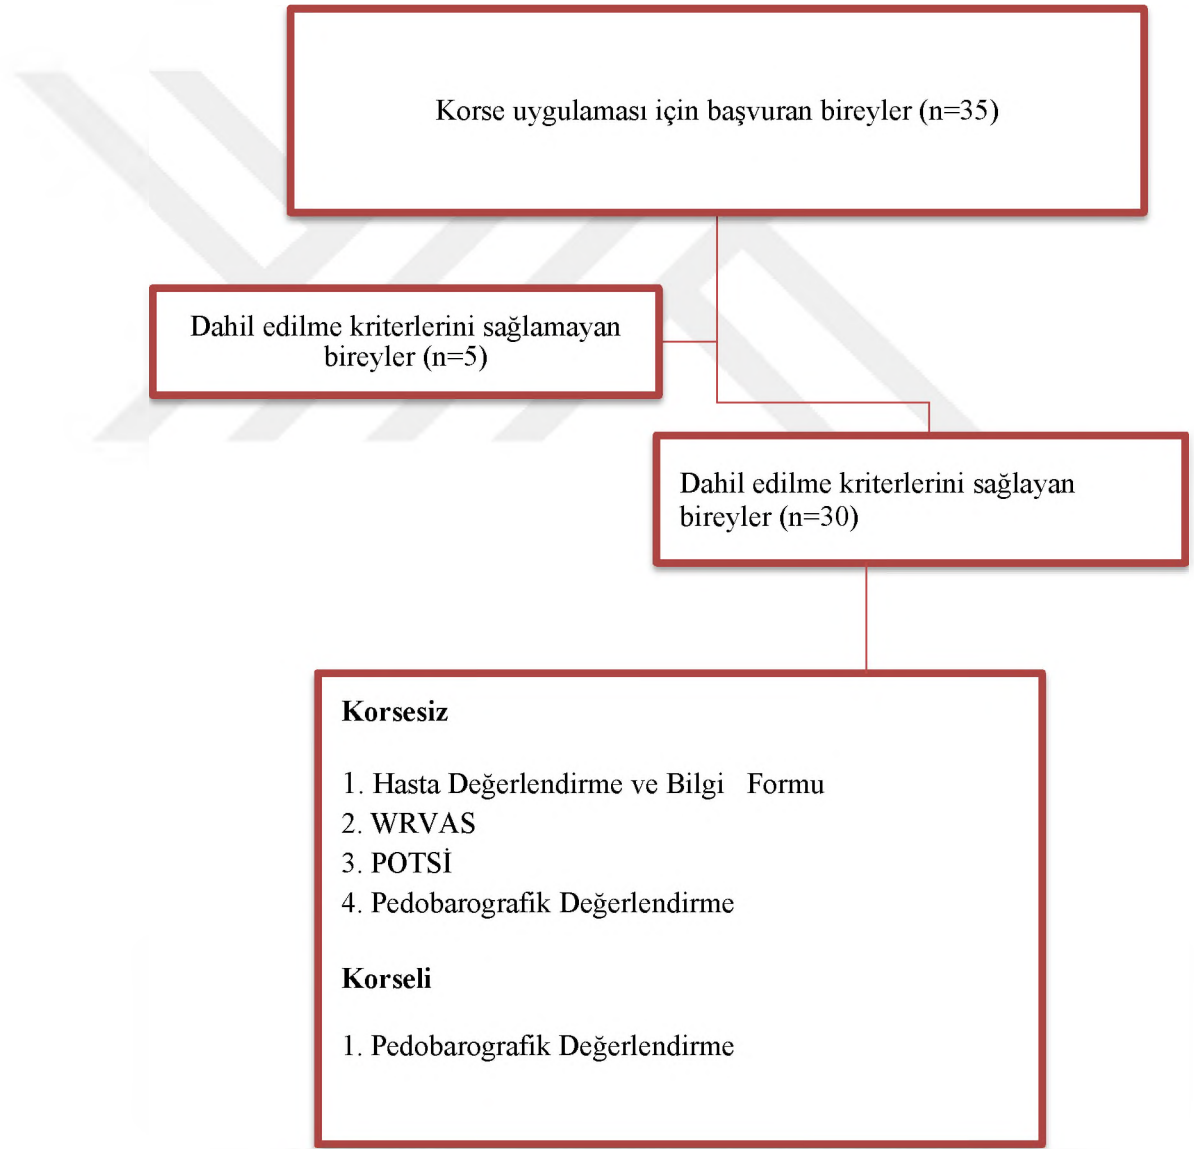 Korse uygulaması için başvuran bireyler (n=35)
Dahil edilme kriterlerini sağlamayan
bireyler (n=5)
Dahil edilme kriterlerini sağlayan
bireyler (n=30)
Korsesiz
1. Hasta Değerlendirme ve Bilgi Formu
2. WRVAS
3. POTSİ
4. Pedobarografik Değerlendirme
Korseli
1. Pedobarografik Değerlendirme